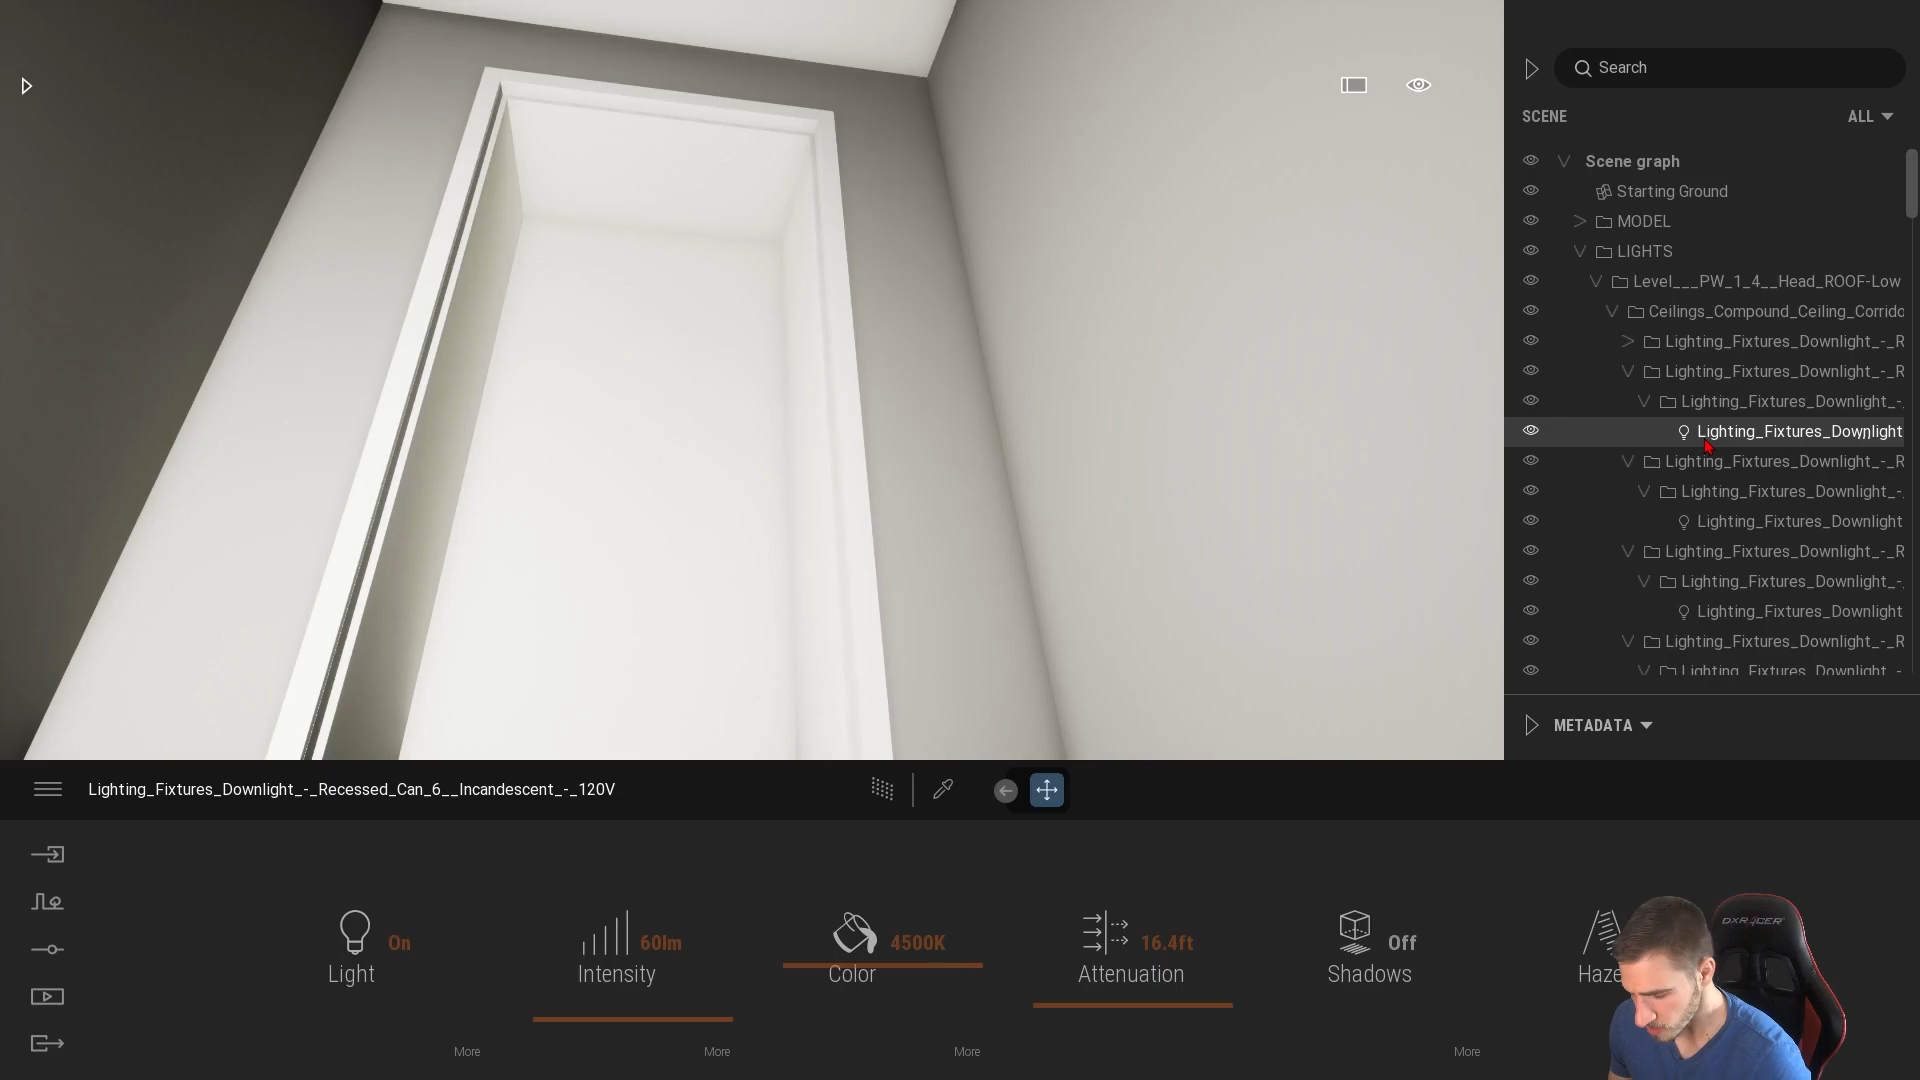 Search
SCENE
ALL
Scene graph
Starting Ground
MODEL
LIGHTS
Level___PW_1_4__Head_ROOF-Low
Ceilings_Compound_Ceiling_Corrido
Lighting_Fixtures_Downlight_-_R
Lighting_Fixtures_Downlight_-_R
Lighting_Fixtures_Downlight_-_
Lighting_Fixtures_Downlight
Lighting_Fixtures_Downlight_-_R
Lighting_Fixtures_Downlight_-_
Lighting_Fixtures_Downlight
Lighting_Fixtures_Downlight_-_R
Lighting_Fixtures_Downlight_-_
Lighting_Fixtures_Downlight
Lighting_Fixtures_Downlight_-_R
Lighting_Fixtures_Downlight_-
METADATA
Lighting_Fixtures_Downlight_-_Recessed_Can_6__Incandescent_-_120V
On
Light
60lm
Intensity
4500K
Color
16.4ft
Attenuation
Off
Shadows
Haze
DXRACER
More
More
More
More